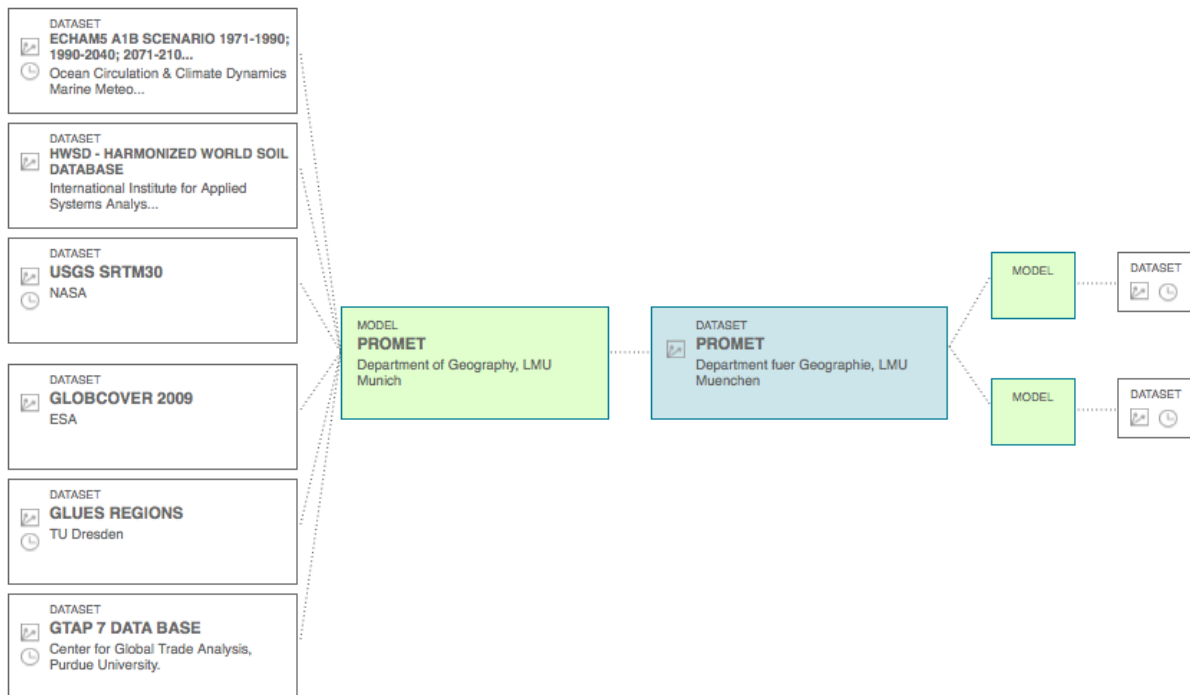 DATASET
ECHAM5 A1B SCENARIO 1971-1990;
1990-2040; 2071-210...
Ocean Circulation & Climate Dynamics
Marine Meteo...
DATASET
HWSD - HARMONIZED WORLD SOIL
DATABASE
International Institute for Applied
Systems Analys...
DATASET
USGS SRTM30
NASA
DATASET
GLOBCOVER 2009
ESA
DATASET
GLUES REGIONS
TU Dresden
DATASET
GTAP 7 DATA BASE
Center for Global Trade Analysis,
Purdue University.
MODEL
PROMET
Department of Geography, LMU
Munich
DATASET
PROMET
Department fuer Geographie, LMU
Muenchen
MODEL
DATASET
MODEL
DATASET